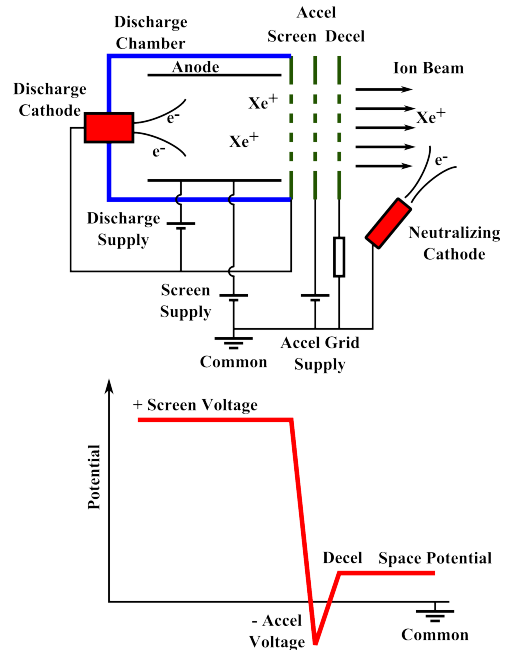 Accel
Discharge
Chamber
Screen Decel
Ion Beam
Anode
Discharge
Cathode
Xe+
Xe+
e-
Xe+
e-
e-
Discharge
Supply
Neutralizing
Cathode
Screen
Supply
Common
Accel Grid
Supply
+ Screen Voltage
Potential
Decel
Space Potential
- Accel
Voltage
Common